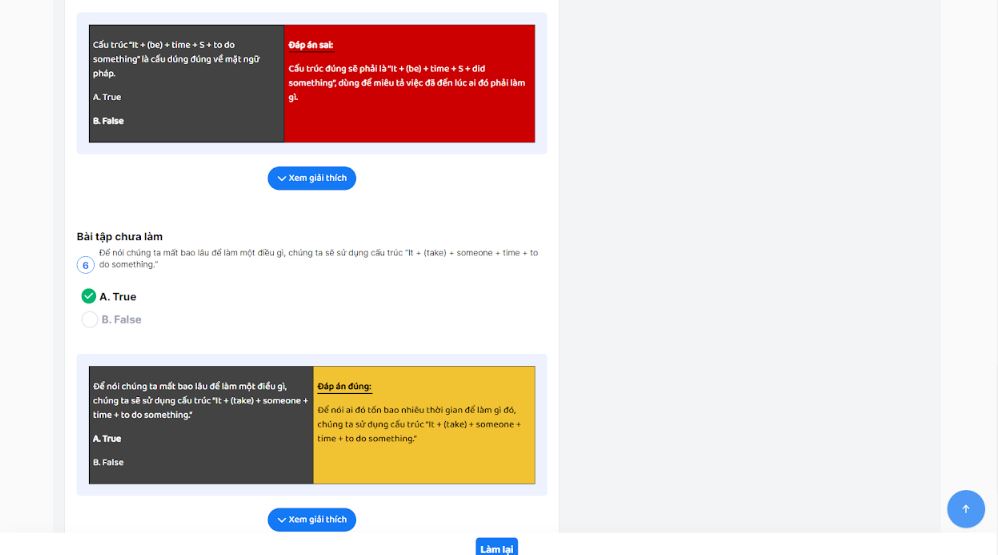 Cấu trúc "It + (be) + time + S + to do
something" là cấu dúng đúng về mặt ngữ
pháp.
A. True
B. False
Đáp án sai:
Cấu trúc đúng sẽ phải là "It + (be) + time + S + did
something", dùng để miêu tả việc đã đến lúc ai đó phải làm
gì.
Xem giải thích
Bài tập chưa làm
6
Để nói chúng ta mất bao lâu để làm một điều gì, chúng ta sẽ sử dụng cấu trúc "It + (take) + someone + time + to
do something."
A. True
B. False
Để nói chúng ta mất bao lâu để làm một điều gì,
chúng ta sẽ sử dụng cấu trúc "It + (take) + someone +
time + to do something."
A. True
B. False
Đáp án đúng:
Để nói ai đó tốn bao nhiêu thời gian để làm gì đó,
chúng ta sử dụng cấu trúc "It + (take) + someone +
time + to do something."
Xem giải thích
Làm lại